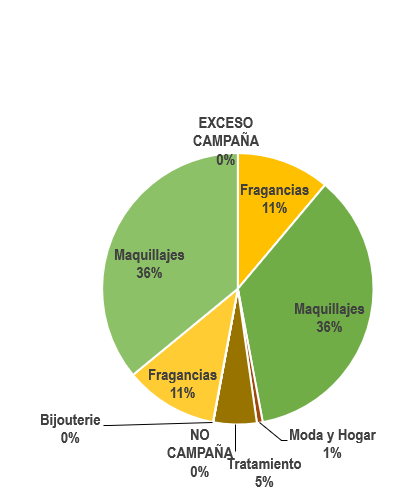 EXCESO
CAMPAÑA
0%
Fragancias
11%
Maquillajes
36%
Maquillajes
36%
Fragancias
11%
Bijouterie
0%
NO
CAMPAÑA
0%
Tratamiento
5%
Moda y Hogar
1%